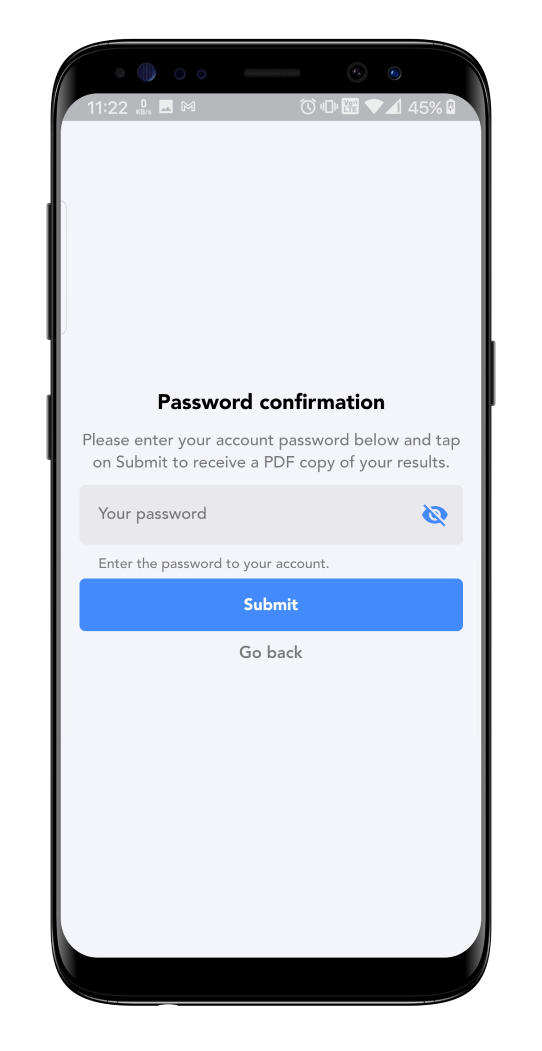 11:22 0 KB/s 45%
Password confirmation
Please enter your account password below and tap
on Submit to receive a PDF copy of your results.
Your password
Enter the password to your account.
Submit
Go back